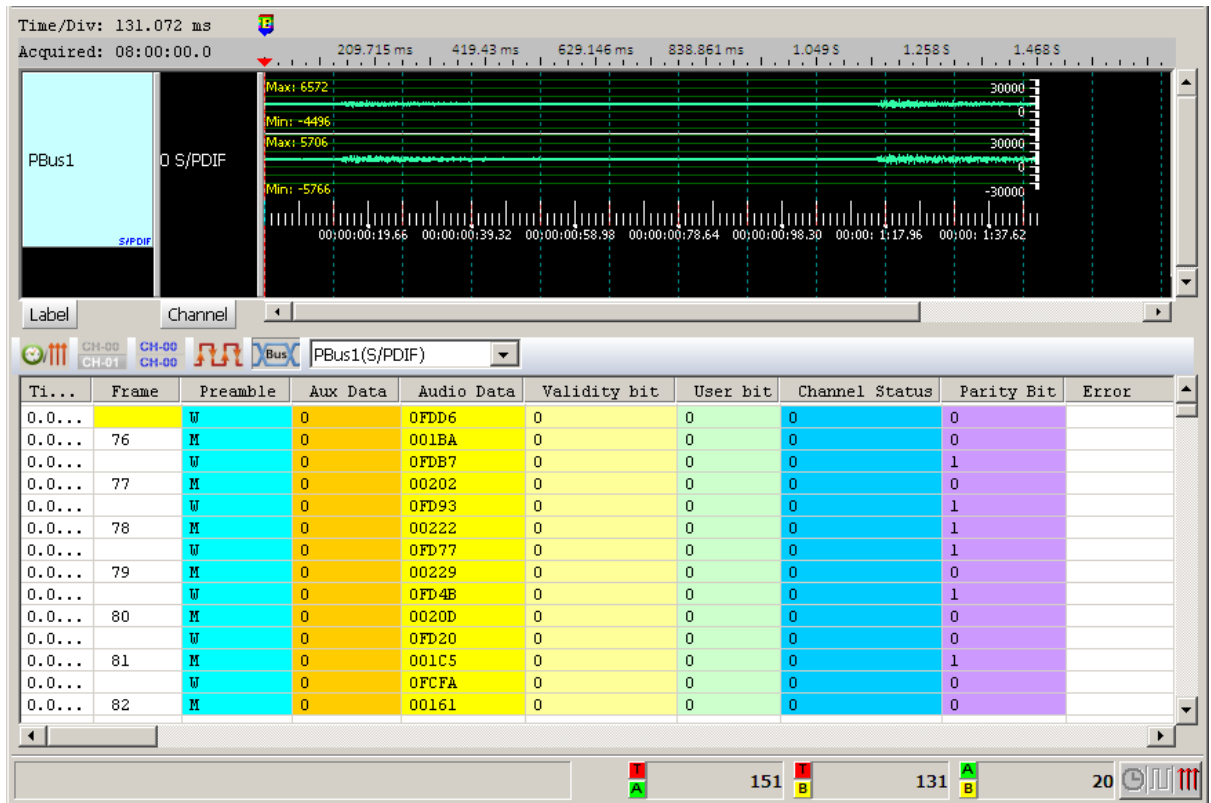 Time/Div: 131.072 ms
B
Acquired: 08:00:00.0 209.715 ms 419.43 ms 629.146 ms 838.861 ms 1.049 S 1.258 S 1.468 S
PBus1
S/PDIF
0 S/PDIF
Max: 6572 30000
0
Min: -4496
Max: 5706 30000
0
Min: -5766 -30000
00:00:00:19.66 00:00:00:39.32 00:00:00:58.98 00:00:00:78.64 00:00:00:98.30 00:00: 1:17.96 00:00: 1:37.62
Label Channel
CH-00 CH-01 CH-00 CH-00 Bus PBus1(S/PDIF)
Ti... Frame Preamble Aux Data Audio Data Validity bit User bit Channel Status Parity Bit Error
0.0... W 0 0FDD6 0 0 0 0
0.0... 76 M 0 001BA 0 0 0 0
0.0... W 0 0FDB7 0 0 0 1
0.0... 77 M 0 00202 0 0 0 0
0.0... W 0 0FD93 0 0 0 1
0.0... 78 M 0 00222 0 0 0 1
0.0... W 0 0FD77 0 0 0 1
0.0... 79 M 0 00229 0 0 0 0
0.0... W 0 0FD4B 0 0 0 1
0.0... 80 M 0 0020D 0 0 0 0
0.0... W 0 0FD20 0 0 0 0
0.0... 81 M 0 001C5 0 0 0 1
0.0... W 0 0FCFA 0 0 0 0
0.0... 82 M 0 00161 0 0 0 0
T A 151 T B 131 A B 20